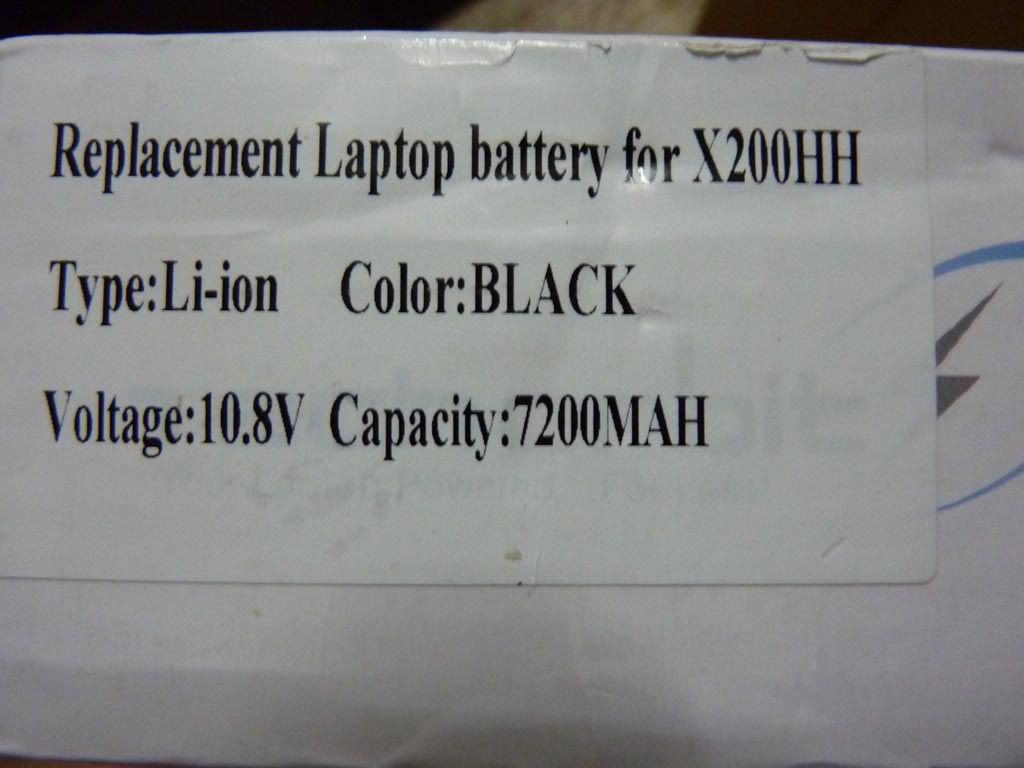 Replacement Laptop battery for X200HH
Type:Li-ion Color:BLACK
Voltage:10.8V Capacity:7200MAH